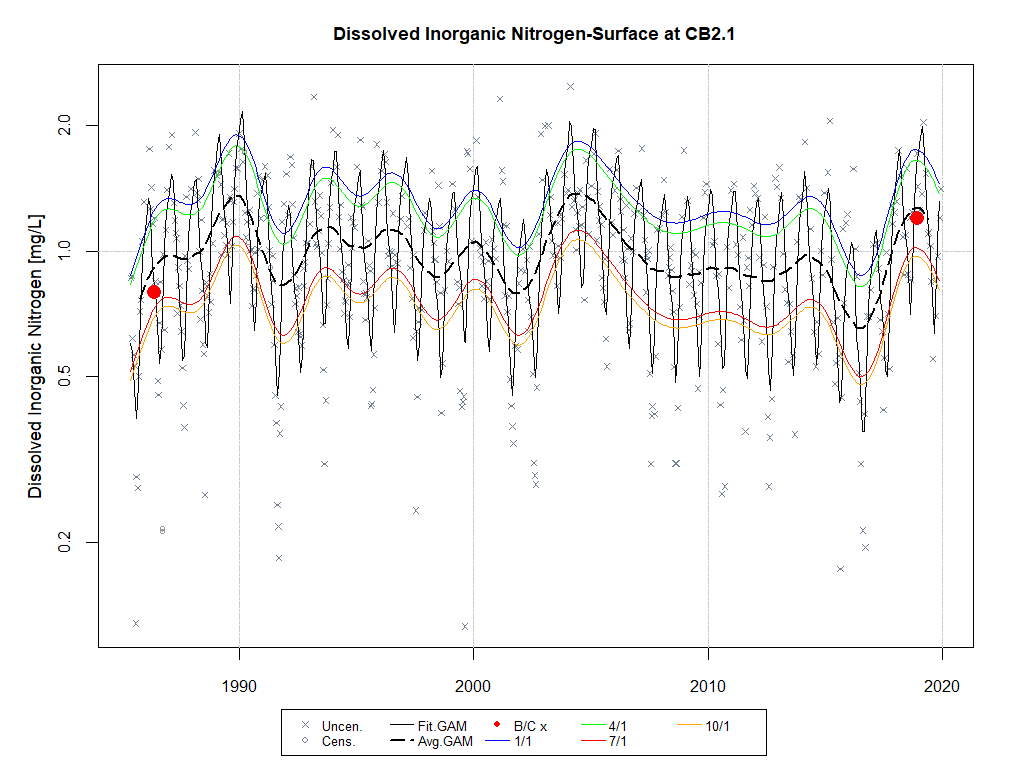 Dissolved Inorganic Nitrogen-Surface at CB2.1
Dissolved Inorganic Nitrogen [mg/L]
2.0
1.0
0.5
0.2
1990 2000 2010 2020
Uncen. Fit.GAM B/C x 4/1 10/1
Cens. Avg.GAM 1/1 7/1